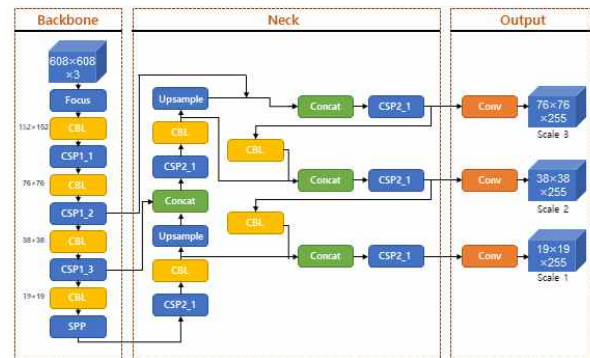 Backbone
Neck
Output
608×608
×3
Focus
152×152
CBL
CSP1_1
76×76
CBL
CSP1_2
38×38
CBL
CSP1_3
19×19
CBL
SPP
Upsample
CBL
CSP2_1
Concat
Upsample
CBL
CSP2_1
Concat
CSP2_1
CBL
Concat
CSP2_1
CBL
Concat
CSP2_1
Conv
76×76
×255
Scale 3
Conv
38×38
×255
Scale 2
Conv
19×19
×255
Scale 1